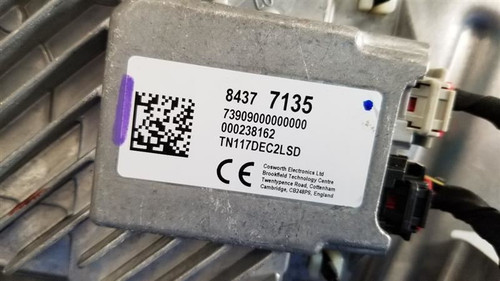 8437 7135
73909000000000
000238162
TN117DEC2LSD
CE
Cosworth Electronics Ltd
Brookfield Technology Centre
Twentypence Road, Cottenham
Cambridge, CB248PS, England